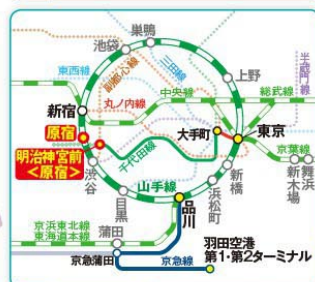 巣鴨
池袋
東西線
副都心線
三田線
上野
半蔵門線
丸ノ内線
中央線
総武線
新宿
原宿
大手町
東京
明治神宮前
<原宿>
千代田線
京葉線
渋谷
新橋
新木場
舞浜
山手線
浜松町
目黒
品川
京浜東北線
東海道本線
蒲田
羽田空港
第1・第2ターミナル
京急蒲田
京急線